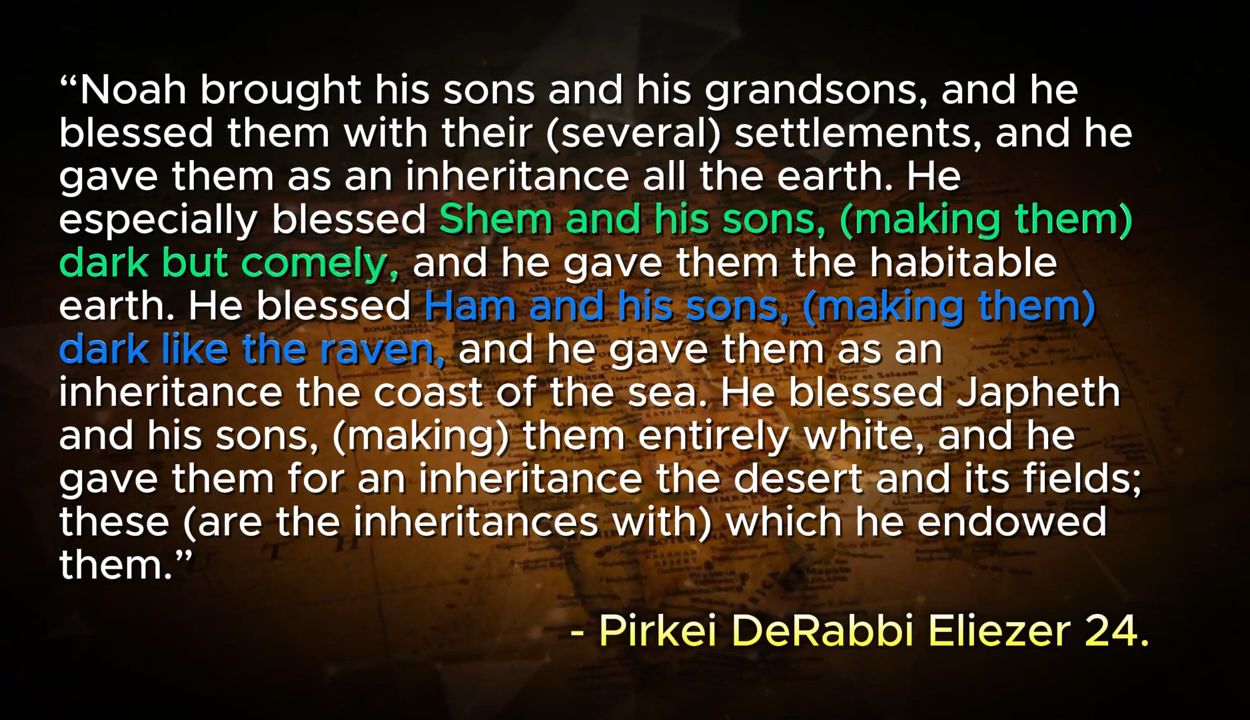 “Noah brought his sons and his grandsons, and he
blessed them with their (several) settlements, and he
gave them as an inheritance all the earth. He
especially blessed Shem and his sons, (making them)
dark but comely, and he gave them the habitable
earth. He blessed Ham and his sons, (making them)
dark like the raven, and he gave them as an
inheritance the coast of the sea. He blessed Japheth
and his sons, (making) them entirely white, and he
gave them for an inheritance the desert and its fields;
these (are the inheritances with) which he endowed
them.”
- Pirkei DeRabbi Eliezer 24.